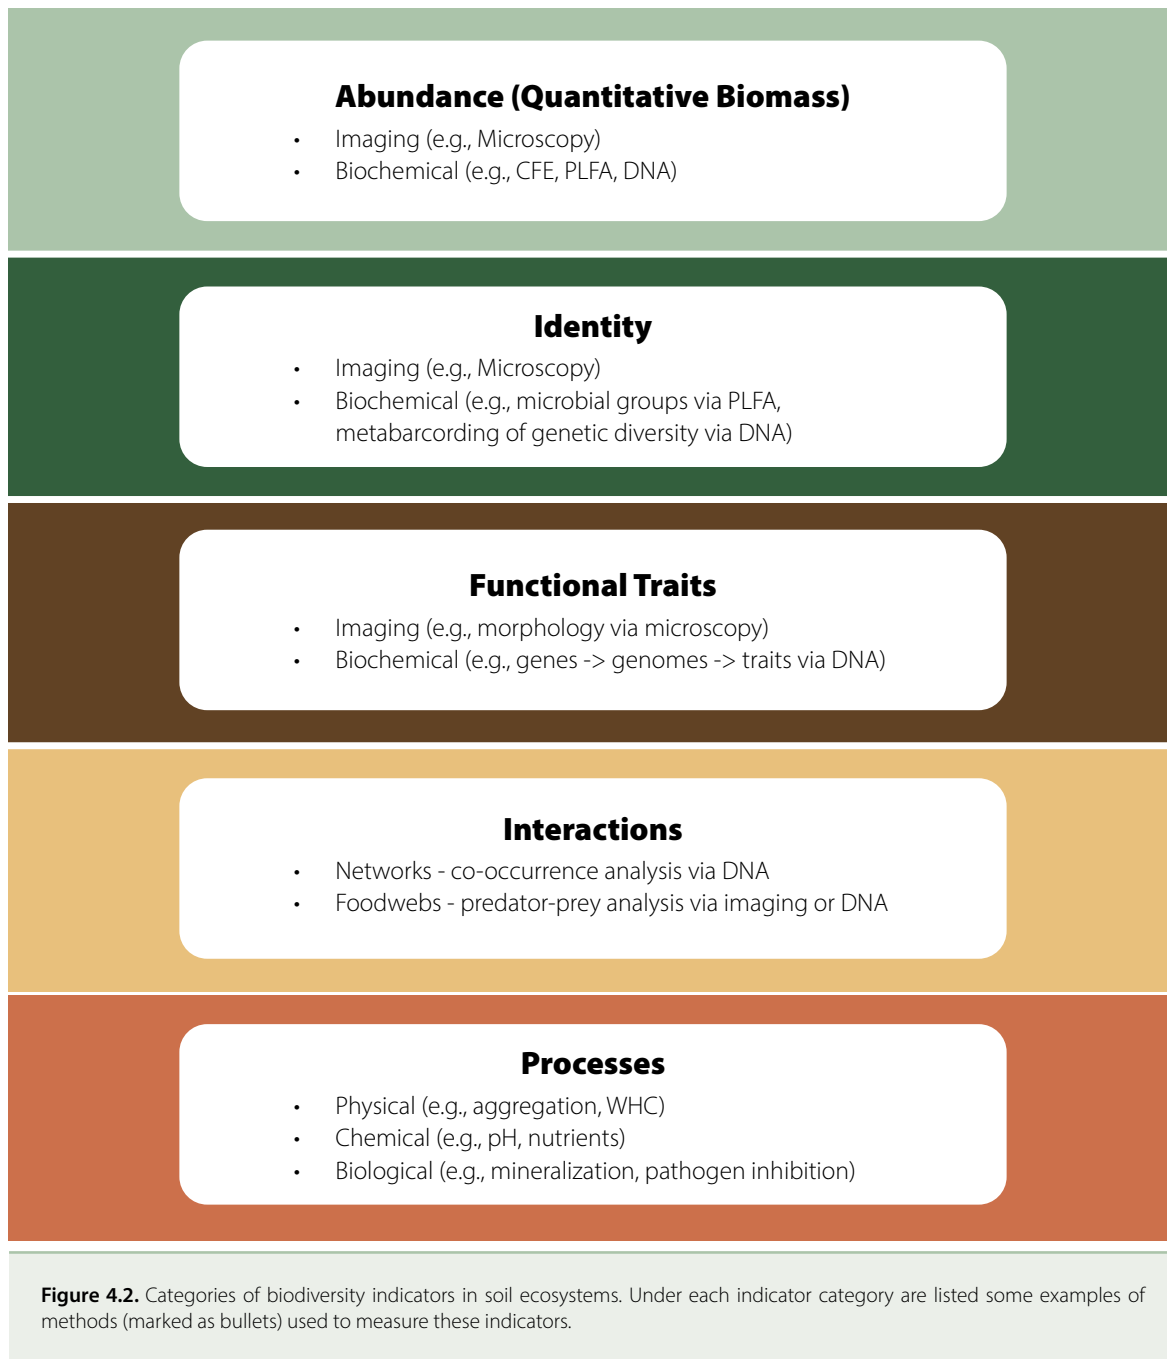 Abundance (Quantitative Biomass)
• Imaging (e.g., Microscopy)
• Biochemical (e.g., CFE, PLFA, DNA)
Identity
• Imaging (e.g., Microscopy)
• Biochemical (e.g., microbial groups via PLFA,
metabarcording of genetic diversity via DNA)
Functional Traits
• Imaging (e.g., morphology via microscopy)
• Biochemical (e.g., genes -> genomes -> traits via DNA)
Interactions
• Networks - co-occurrence analysis via DNA
• Foodwebs - predator-prey analysis via imaging or DNA
Processes
• Physical (e.g., aggregation, WHC)
• Chemical (e.g., pH, nutrients)
• Biological (e.g., mineralization, pathogen inhibition)
Figure 4.2. Categories of biodiversity indicators in soil ecosystems. Under each indicator category are listed some examples of
methods (marked as bullets) used to measure these indicators.